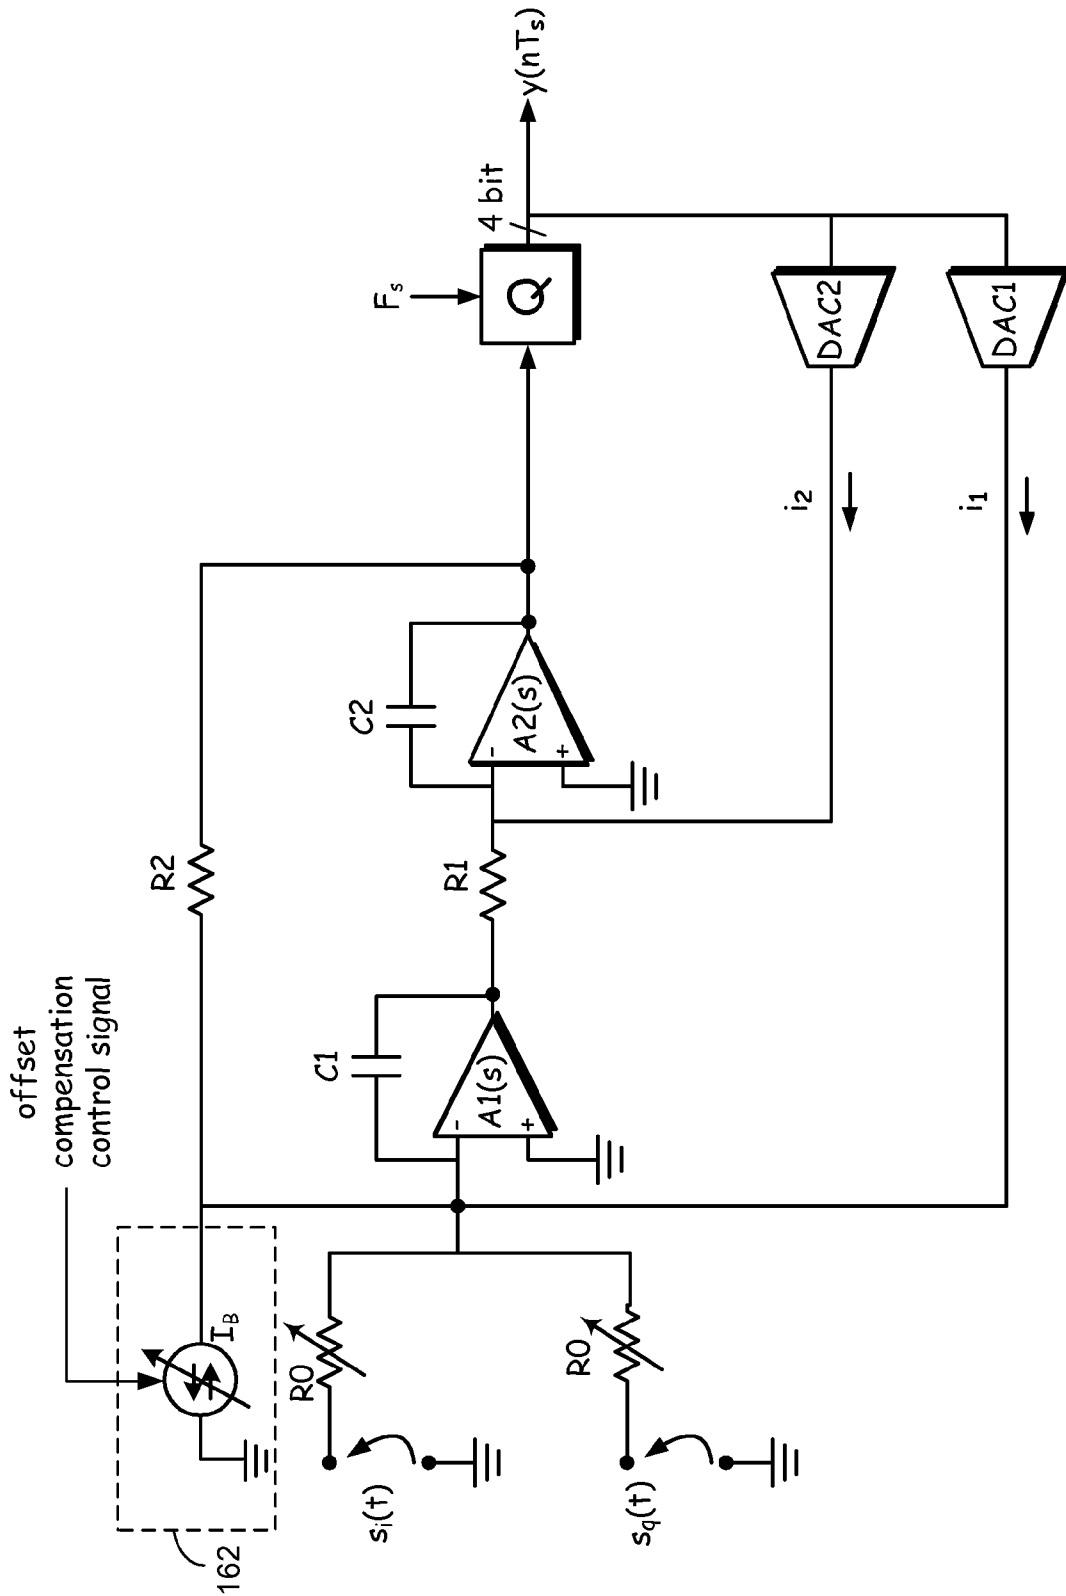 offset
compensation
control signal
162
I_B
R2
R0
s_i(t)
R0
s_q(t)
C1
A1(s)
-
+
R1
C2
A2(s)
-
+
F_s
Q
4 bit
y(nT_s)
i_2
DAC2
i_1
DAC1